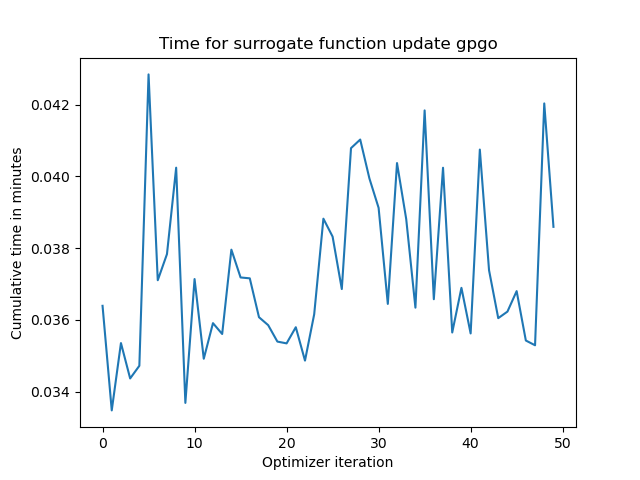 Time for surrogate function update gpgo
Cumulative time in minutes
0.042
0.040
0.038
0.036
0.034
0 10 20 30 40 50
Optimizer iteration